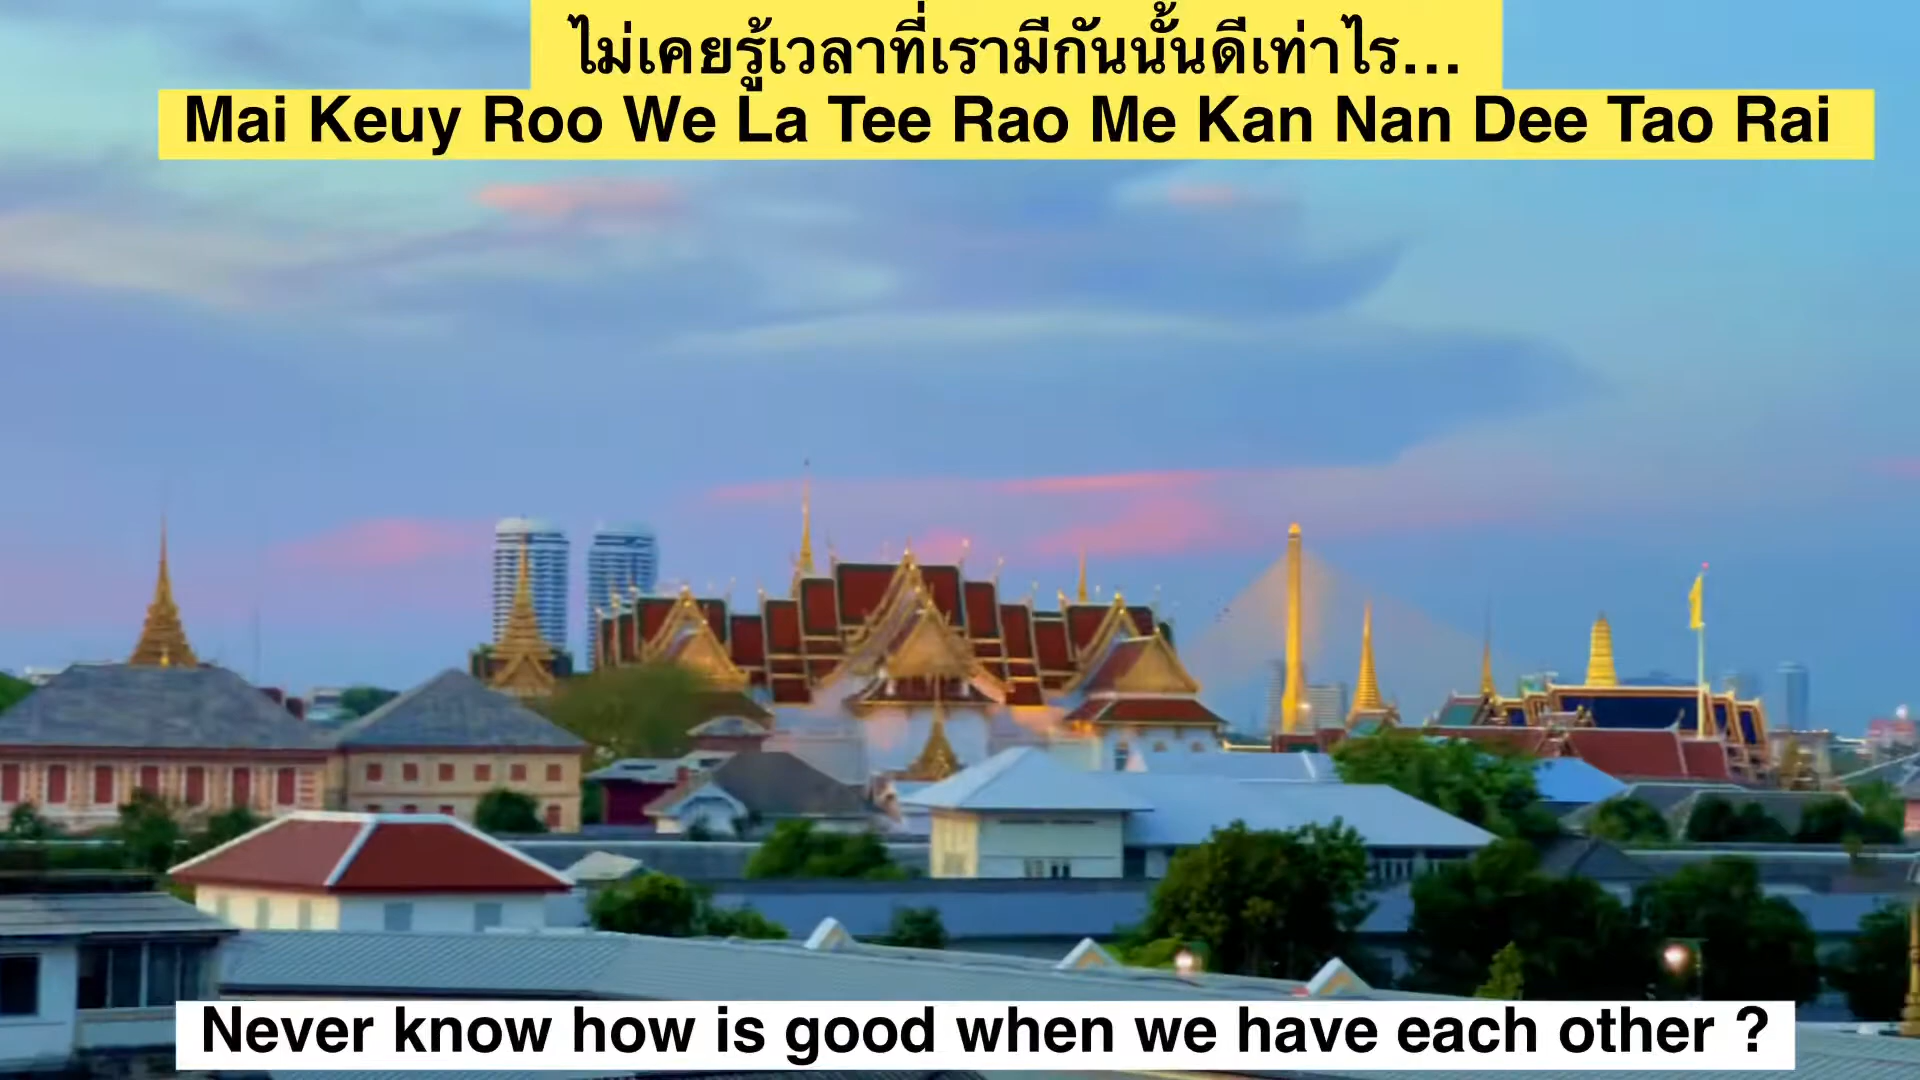 ไม่เคยรู้เวลาที่เรามีกันนั้นดีเท่าไร...
Mai Keuy Roo We La Tee Rao Me Kan Nan Dee Tao Rai
Never know how is good when we have each other ?